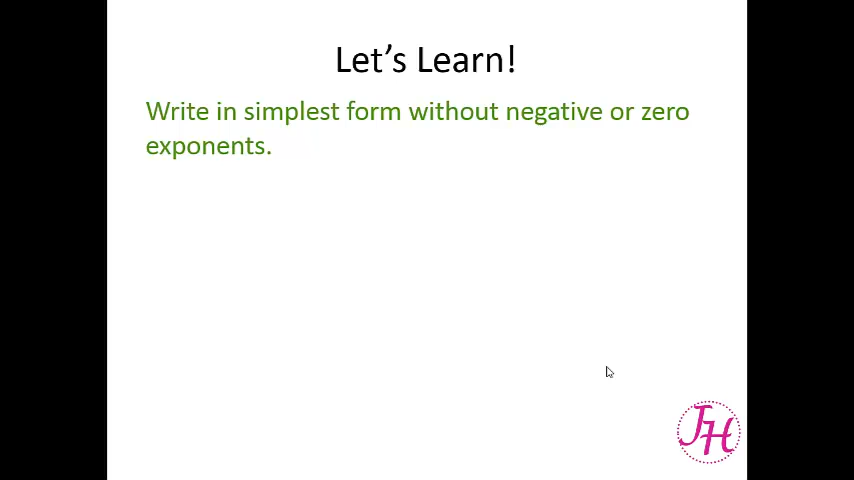 Let's Learn!
Write in simplest form without negative or zero
exponents.
JH